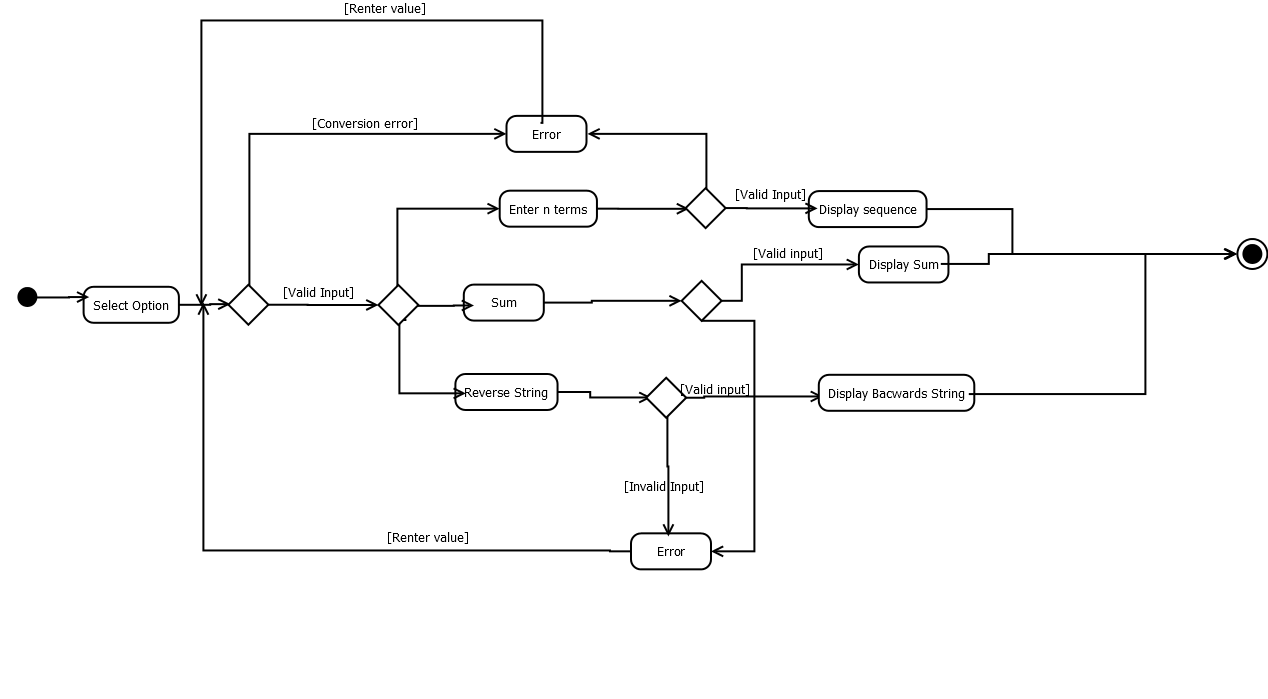 [Renter value]
[Conversion error]
Error
[Valid Input]
Enter n terms
Display sequence
[Valid input]
Display Sum
[Valid Input]
Sum
Select Option
[Valid input]
Reverse String
Display Bacwards String
[Invalid Input]
[Renter value]
Error